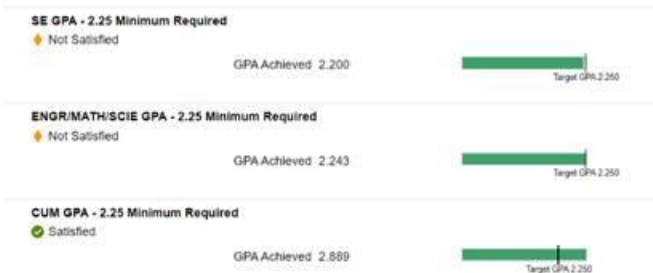 SE GPA - 2.25 Minimum Required
Not Satisfied
GPA Achieved 2.200
Target GPA 2.250
ENGR/MATH/SCIE GPA - 2.25 Minimum Required
Not Satisfied
GPA Achieved 2.243
Target GPA 2.250
CUM GPA - 2.25 Minimum Required
Satisfied
GPA Achieved 2.889
Target GPA 2.250